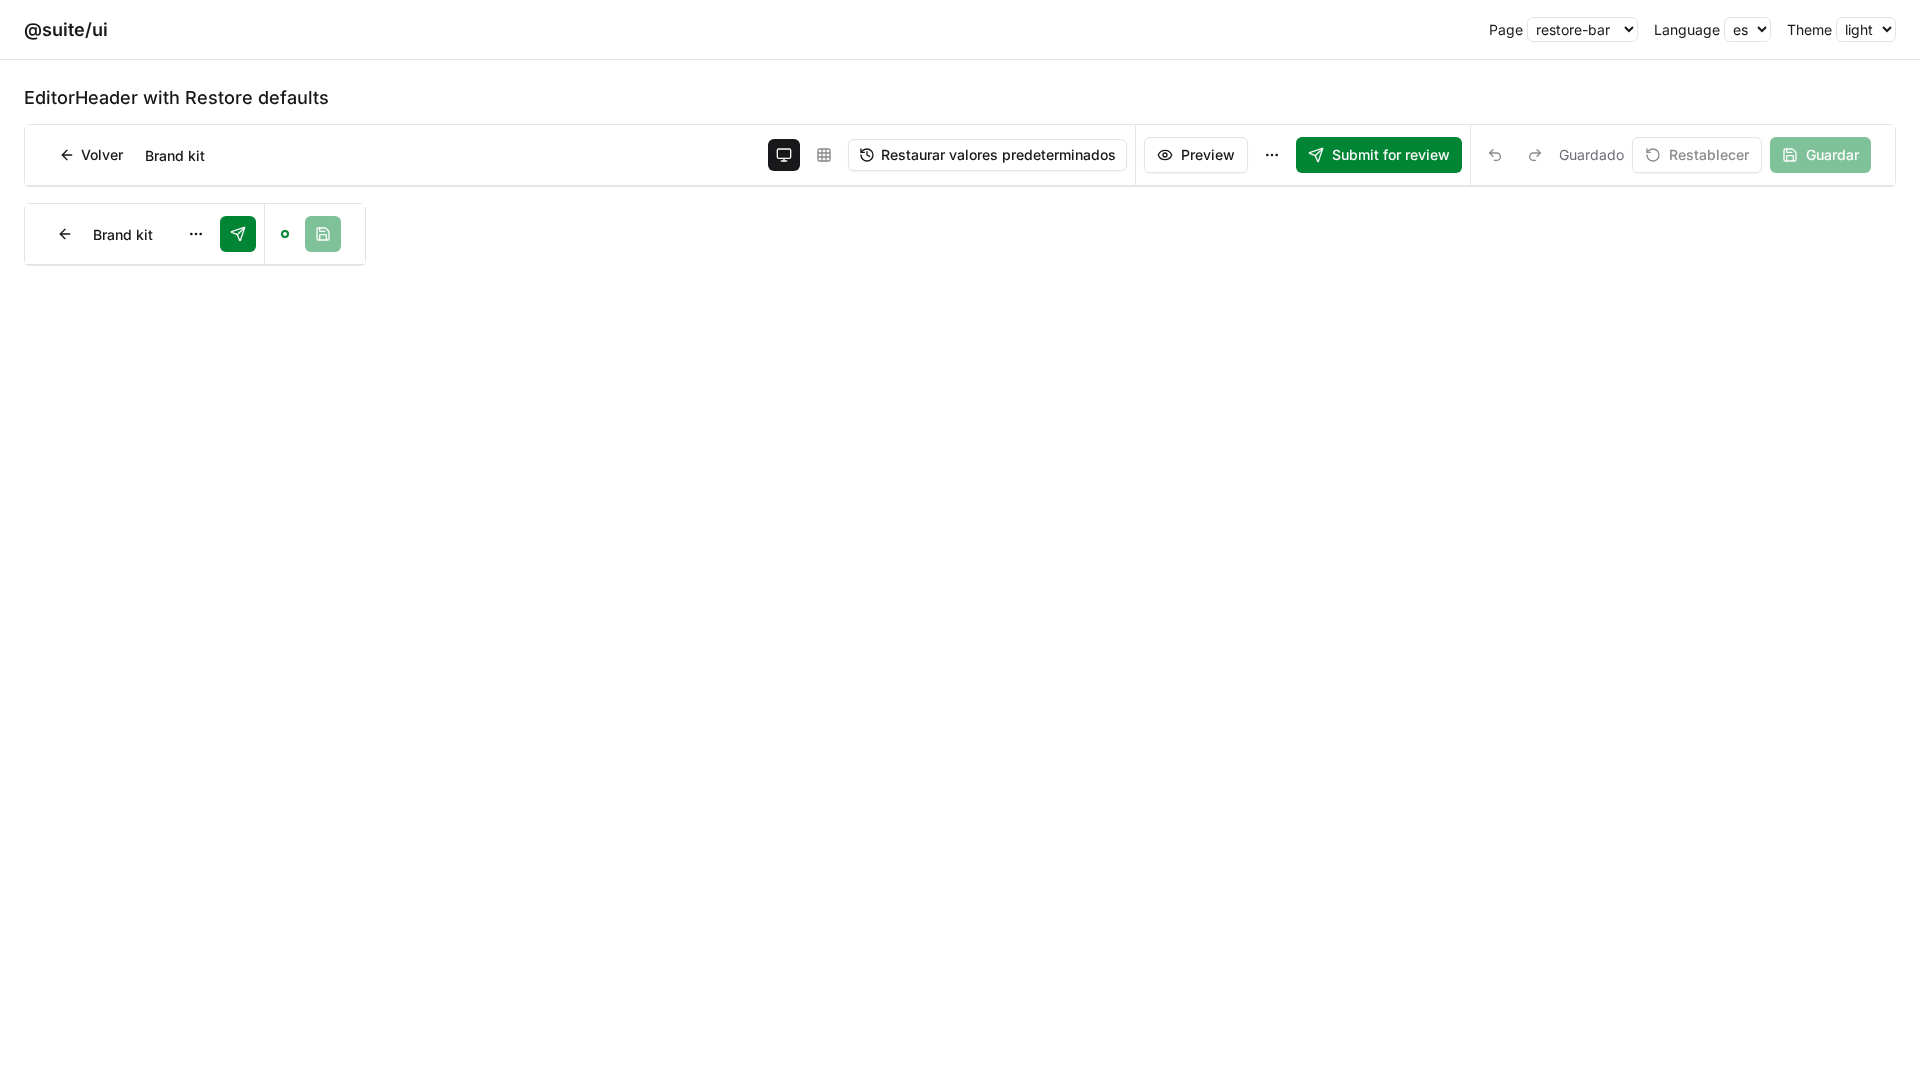 @suite/ui
Page restore-bar Language es Theme light
EditorHeader with Restore defaults
Volver Brand kit Restaurar valores predeterminados Preview Submit for review Guardado Restablecer Guardar
Brand kit